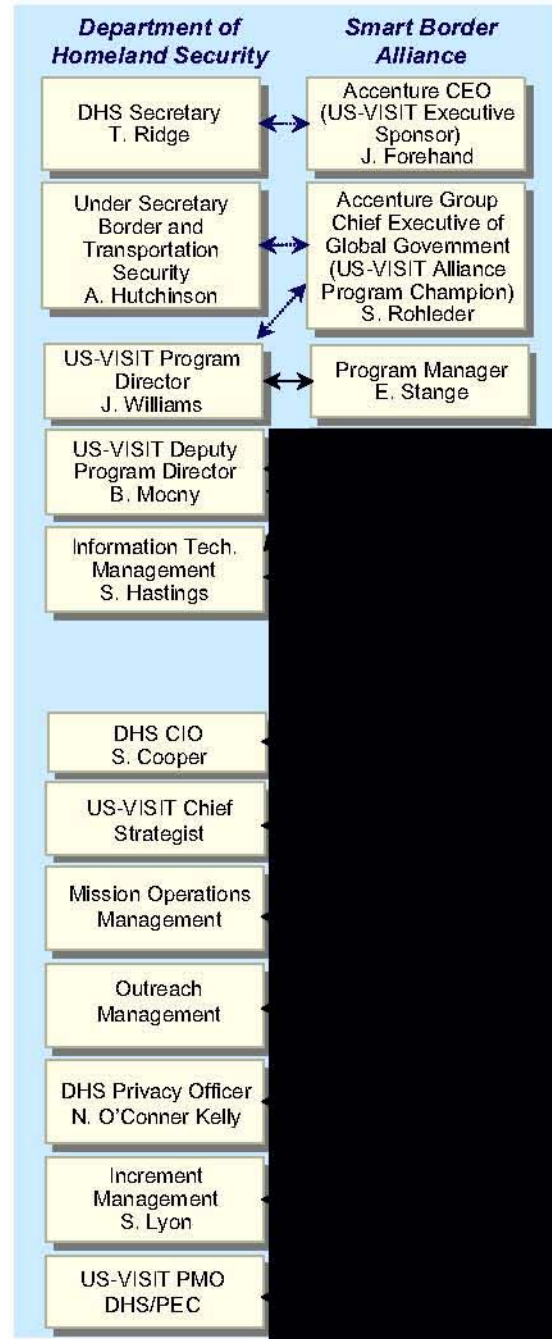 Department of
Homeland Security
Smart Border
Alliance
DHS Secretary
T. Ridge
Accenture CEO
(US-VISIT Executive
Sponsor)
J. Forehand
Under Secretary
Border and
Transportation
Security
A. Hutchinson
Accenture Group
Chief Executive of
Global Government
(US-VISIT Alliance
Program Champion)
S. Rohleder
US-VISIT Program
Director
J. Williams
Program Manager
E. Stange
US-VISIT Deputy
Program Director
B. Mocny
Information Tech.
Management
S. Hastings
DHS CIO
S. Cooper
US-VISIT Chief
Strategist
Mission Operations
Management
Outreach
Management
DHS Privacy Officer
N. O'Conner Kelly
Increment
Management
S. Lyon
US-VISIT PMO
DHS/PEC